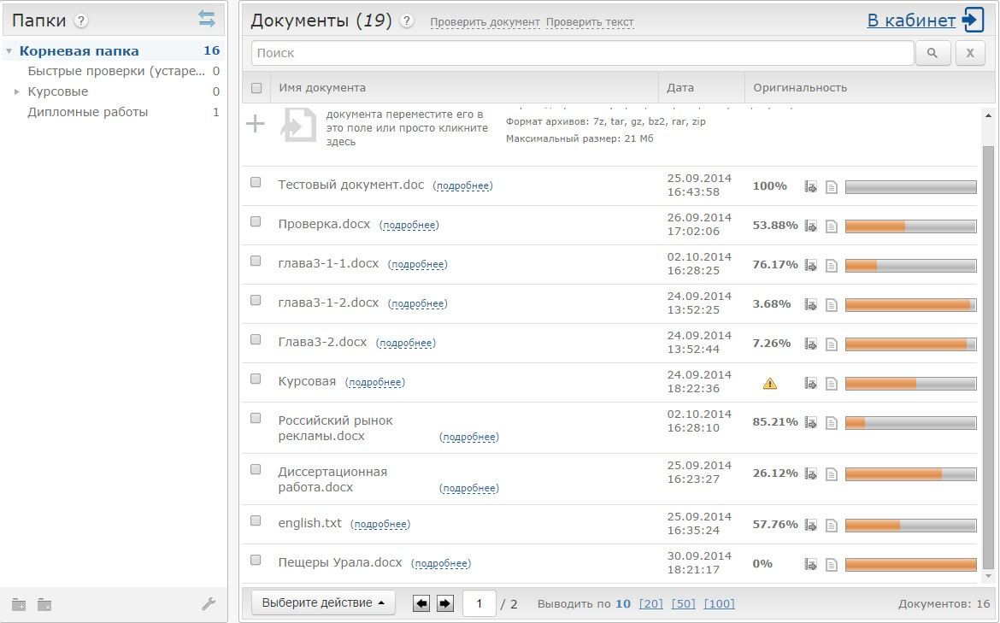 Папки ?
Корневая папка 16
Быстрые проверки (устаре... 0
Курсовые 0
Дипломные работы 1
Документы (19) ? Проверить документ Проверить текст В кабинет
Поиск X
Имя документа Дата Оригинальность
документа переместите его в
это поле или просто кликните
здесь
Формат архивов: 7z, tar, gz, bz2, rar, zip
Максимальный размер: 21 Мб
Тестовый документ.doc (подробнее) 25.09.2014 100%
16:43:58
Проверка.docx (подробнее) 26.09.2014 53.88%
17:02:06
глава3-1-1.docx (подробнее) 02.10.2014 76.17%
16:28:25
глава3-1-2.docx (подробнее) 24.09.2014 3.68%
13:52:25
Глава3-2.docx (подробнее) 24.09.2014 7.26%
13:52:44
Курсовая (подробнее) 24.09.2014
18:22:36
Российский рынок 02.10.2014 85.21%
рекламы.docx (подробнее) 16:28:10
Диссертационная 25.09.2014 26.12%
работа.docx (подробнее) 16:23:27
english.txt (подробнее) 25.09.2014 57.76%
16:35:24
Пещеры Урала.docx (подробнее) 30.09.2014 0%
18:21:17
Выберите действие 1 / 2 Выводить по 10 [20] [50] [100] Документов: 16